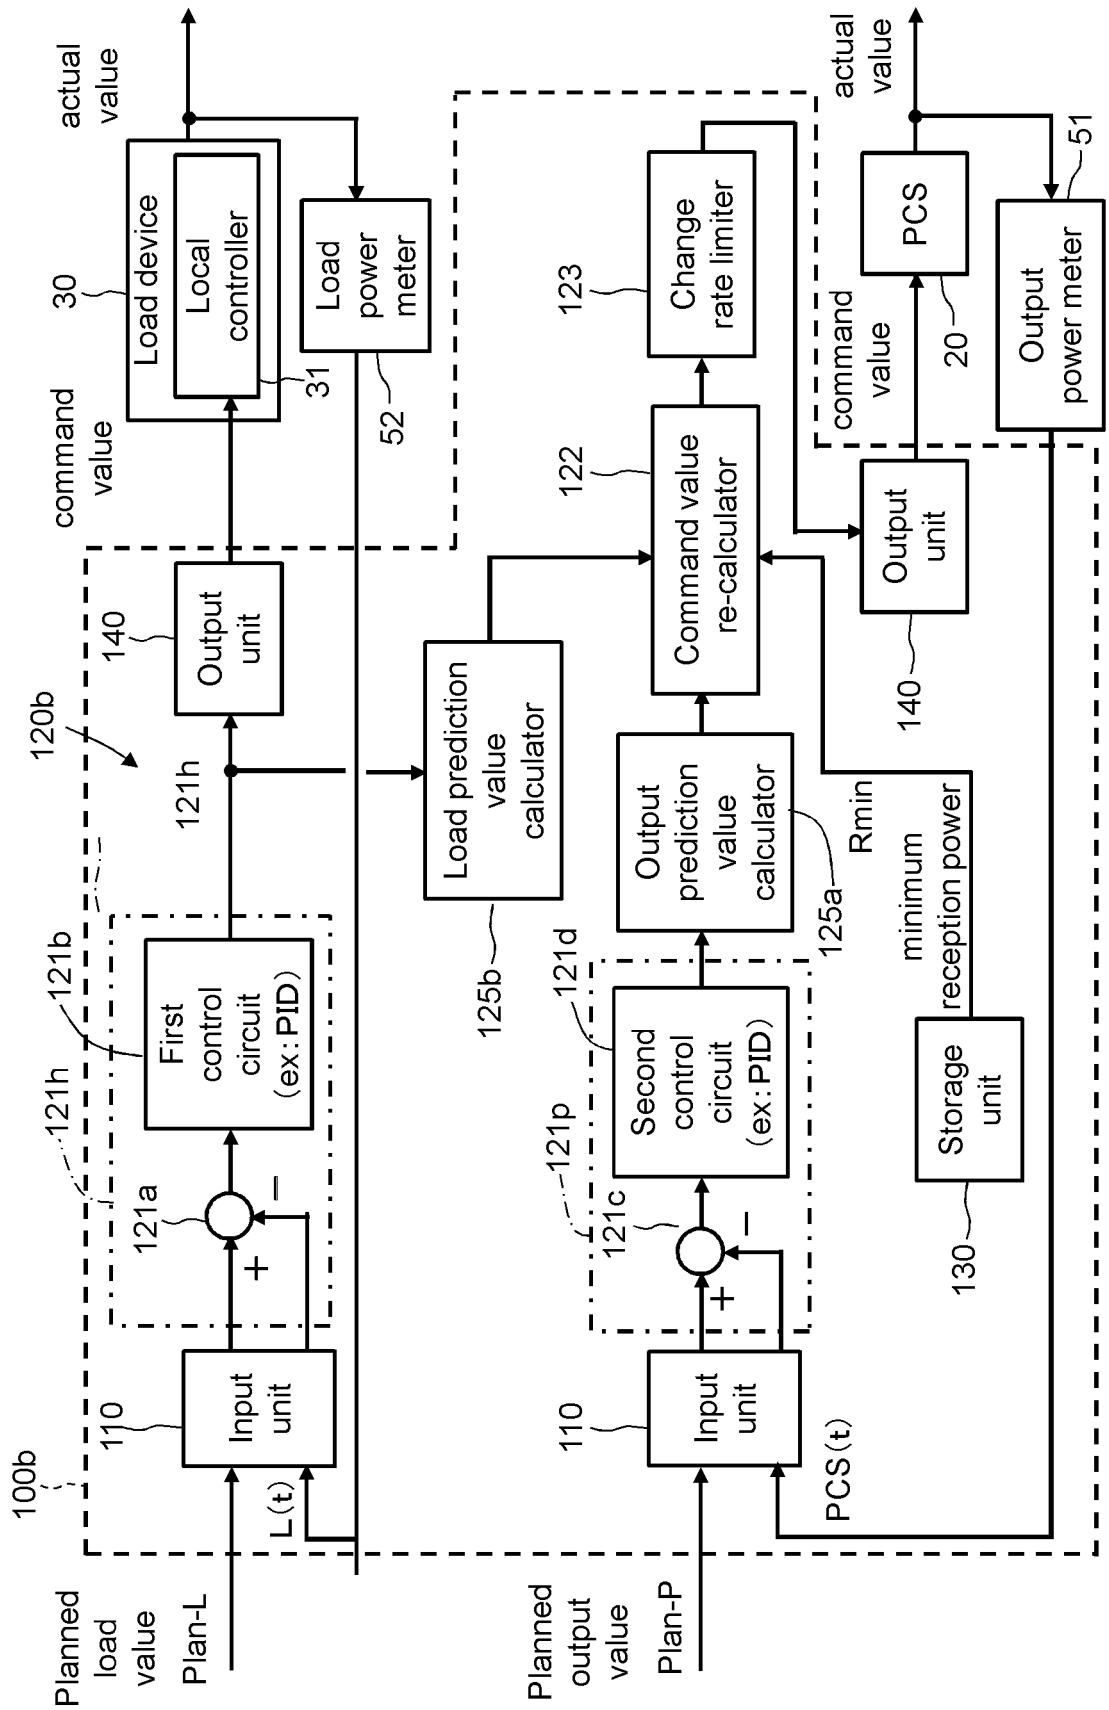 100b
120b
Planned
load
value
Plan-L
L(t)
110
Input
unit
121h
121a
+
−
121b
First
control
circuit
(ex:PID)
121h
140
Output
unit
command
value
30
Load device
Local
controller
31
actual
value
Load
power
meter
52
Load prediction
value
calculator
125b
Planned
output
value
Plan-P
PCS(t)
110
Input
unit
121p
121c
+
−
121d
Second
control
circuit
(ex:PID)
Output
prediction
value
calculator
125a
122
Command value
re-calculator
123
Change
rate limiter
130
Storage
unit
minimum
reception power
Rmin
140
Output
unit
command
value
PCS
20
actual
value
Output
power meter
51